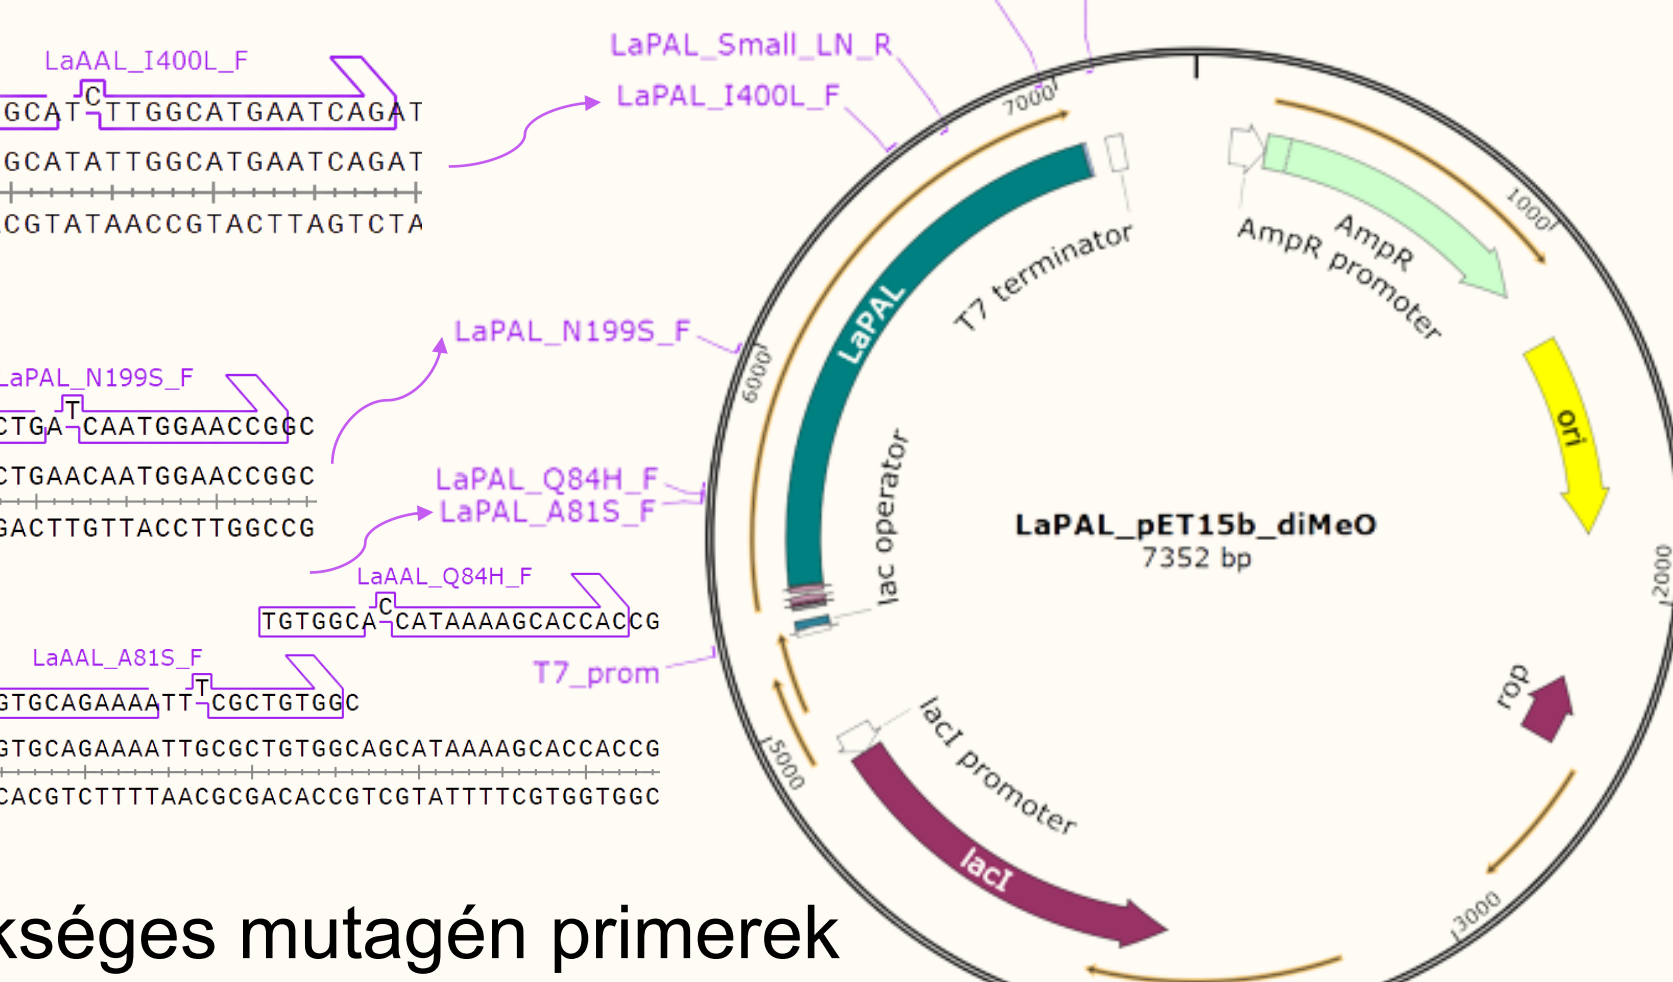 LaAAL_I400L_F
C
GCAT TTGGCATGAATCAGAT
GCATATTGGCATGAATCAGAT
CGTATAACCGTACTTAGTCTA
LaPAL_N199S_F
T
CTGA CAATGGAACCGGC
CTGAACAATGGAACCGGC
GACTTGTTACCTTGGCCG
LaAAL_Q84H_F
C
TGTGGCA CATAAAAGCACCACCG
LaAAL_A81S_F
T
GTGCAGAAAATT CGCTGTGGC
GTGCAGAAAATTGCGCTGTGGCAGCATAAAAGCACCACCG
CACGTCTTTTAACGCGACACCGTCGTATTTTCGTGGTGGC
kséges mutagén primerek
LaPAL_Small_LN_R
LaPAL_I400L_F
LaPAL_N199S_F
LaPAL_Q84H_F
LaPAL_A81S_F
T7_prom
7000
6000
5000
1000
2000
3000
LaPAL
T7 terminator
AmpR promoter
AmpR
ori
rop
lac operator
lacI promoter
lacI
LaPAL_pET15b_diMeO
7352 bp